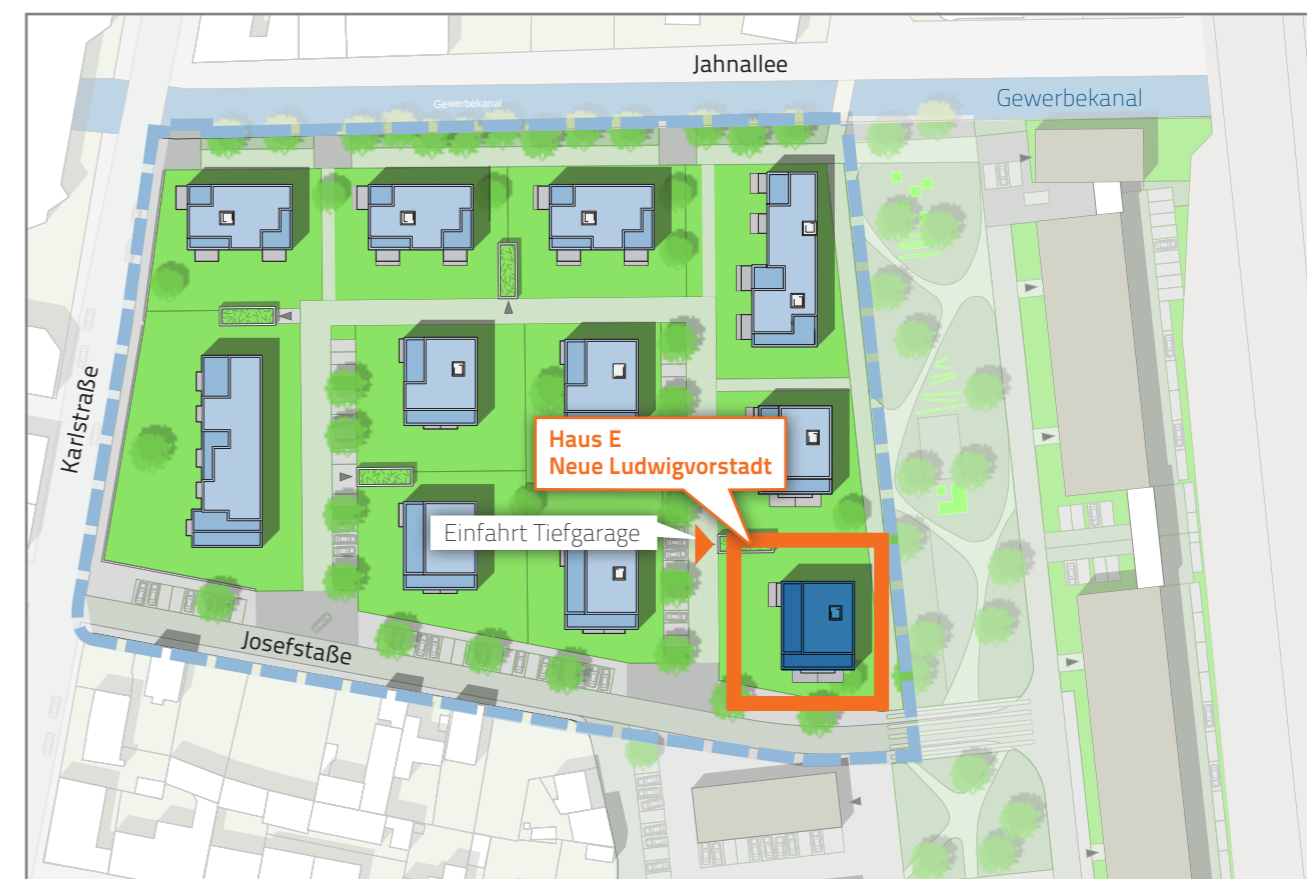 Jahnallee
Gewerbekanal
Gewerbekanal
Karlstraße
Haus E
Neue Ludwigvorstadt
Einfahrt Tiefgarage
Josefstaße